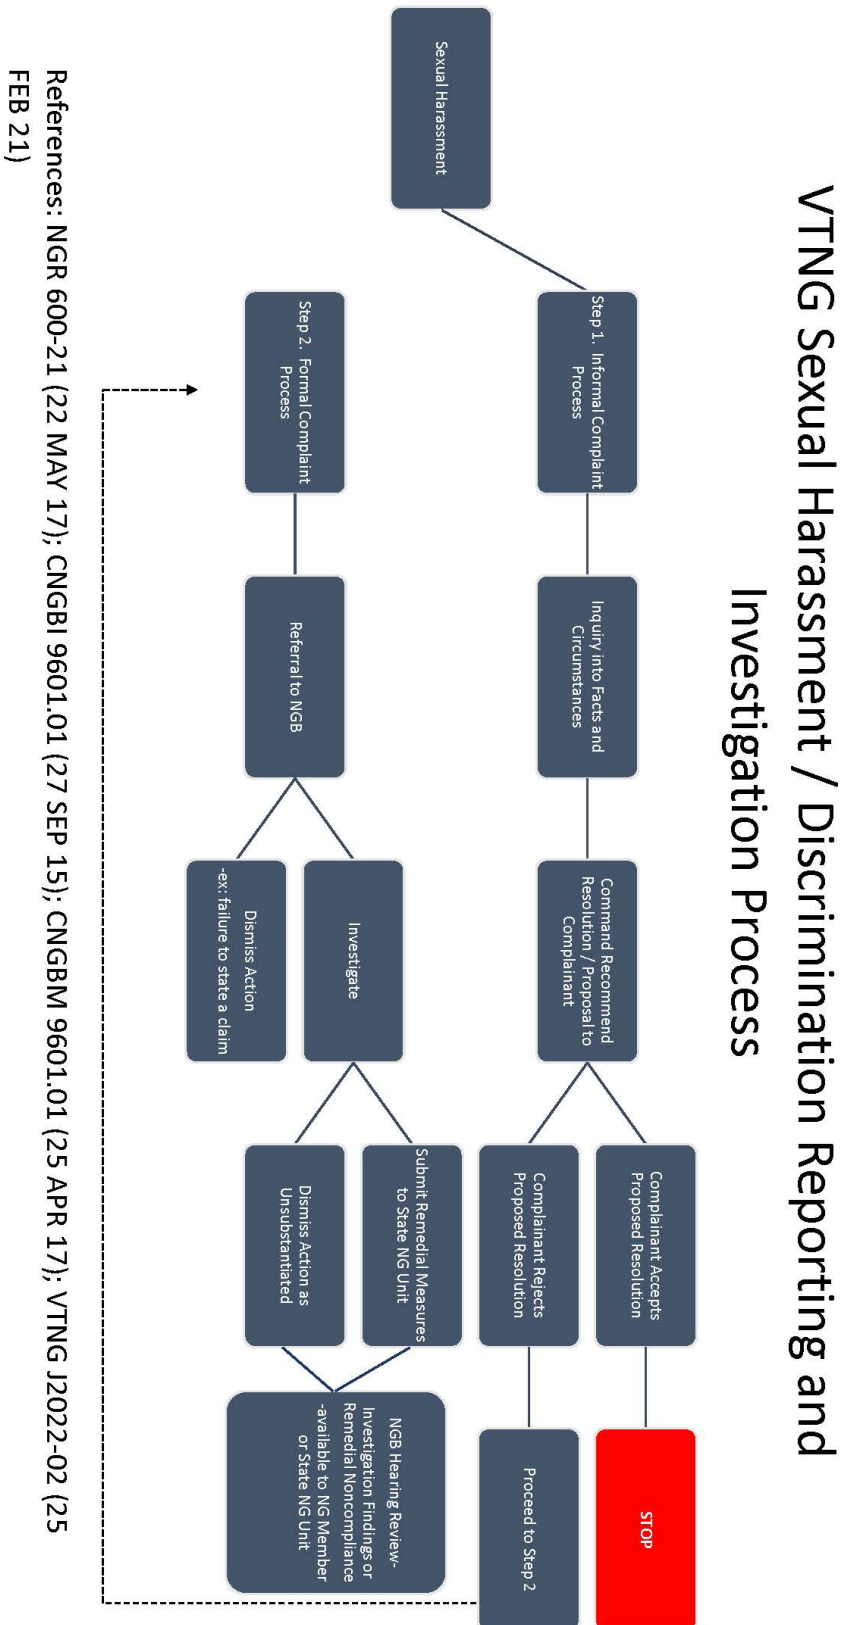 VTNG Sexual Harassment / Discrimination Reporting and
Investigation Process
Sexual Harassment
Step 1.  Informal Complaint
Process
Inquiry into Facts and
Circumstances
Command Recommend
Resolution / Proposal to
Complainant
Complainant Accepts
Proposed Resolution
STOP
Complainant Rejects
Proposed Resolution
Proceed to Step 2
Step 2.  Formal Complaint
Process
Referral to NGB
Investigate
Submit Remedial Measures
to State NG Unit
Dismiss Action as
Unsubstantiated
NGB Hearing Review-
Investigation Findings or
Remedial Noncompliance
-available to NG Member
or State NG Unit
Dismiss Action
-ex: failure to state a claim
References: NGR 600-21 (22 MAY 17); CNGBI 9601.01 (27 SEP 15); CNGBM 9601.01 (25 APR 17); VTNG J2022-02 (25
FEB 21)